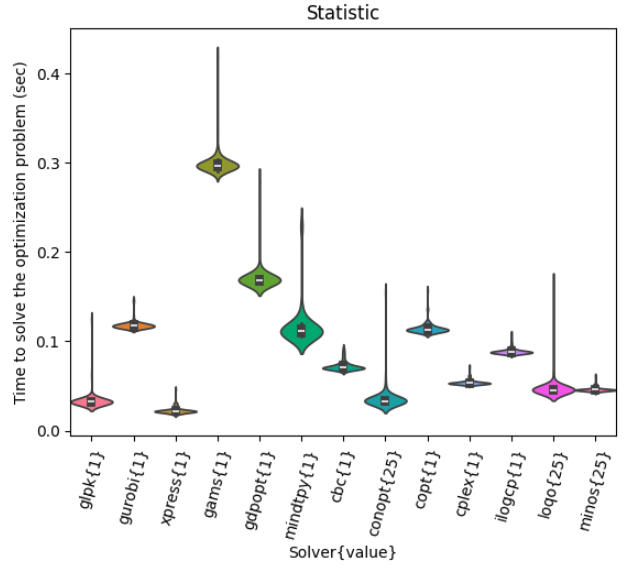 Statistic
Time to solve the optimization problem (sec)
0.4
0.3
0.2
0.1
0.0
glpk{1}
gurobi{1}
xpress{1}
gams{1}
gdpopt{1}
mindtpy{1}
cbc{1}
conopt{25}
copt{1}
cplex{1}
ilogcp{1}
loqo{25}
minos{25}
Solver{value}